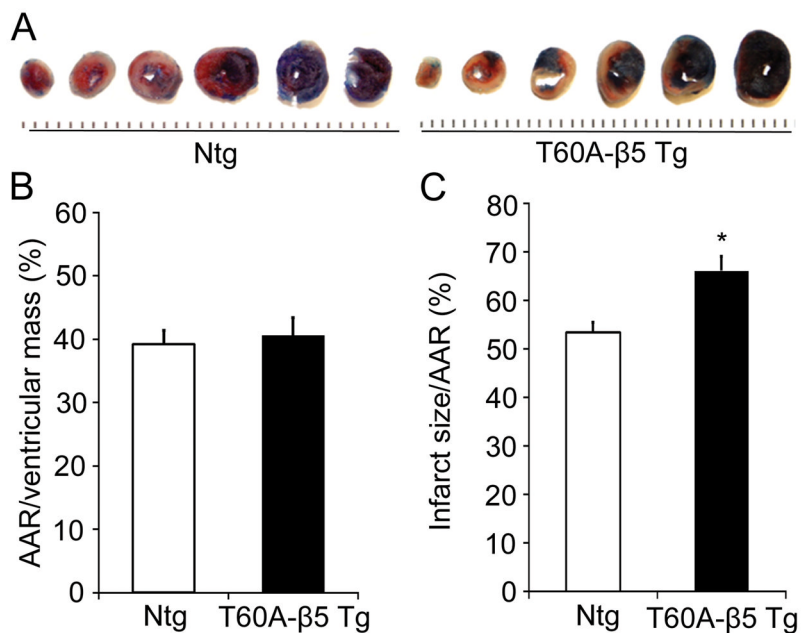 A
Ntg
T60A-β5 Tg
B
AAR/ventricular mass (%)
60
50
40
30
20
10
0
Ntg
T60A-β5 Tg
C
Infarct size/AAR (%)
80
70
60
50
40
30
20
10
0
*
Ntg
T60A-β5 Tg